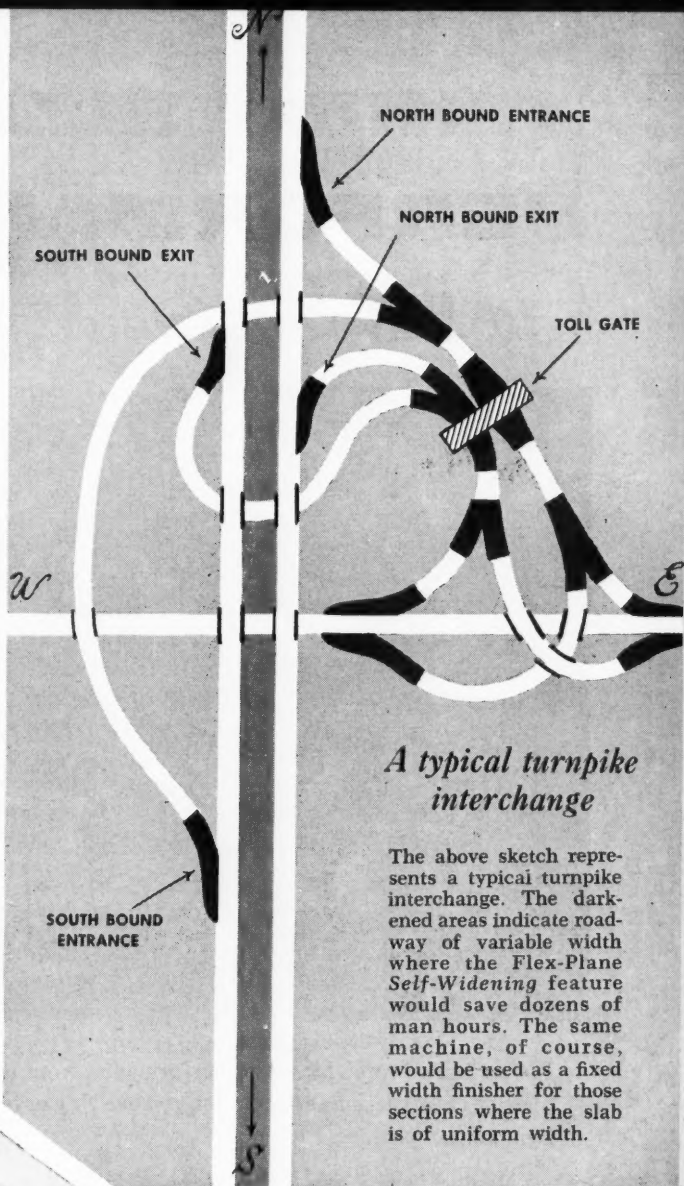 N
NORTH BOUND ENTRANCE
NORTH BOUND EXIT
SOUTH BOUND EXIT
TOLL GATE
W
E
A typical turnpike
interchange
The above sketch repre-
sents a typical turnpike
interchange. The dark-
ened areas indicate road-
way of variable width
where the Flex-Plane
Self-Widening feature
would save dozens of
man hours. The same
machine, of course,
would be used as a fixed
width finisher for those
sections where the slab
is of uniform width.
SOUTH BOUND
ENTRANCE
S